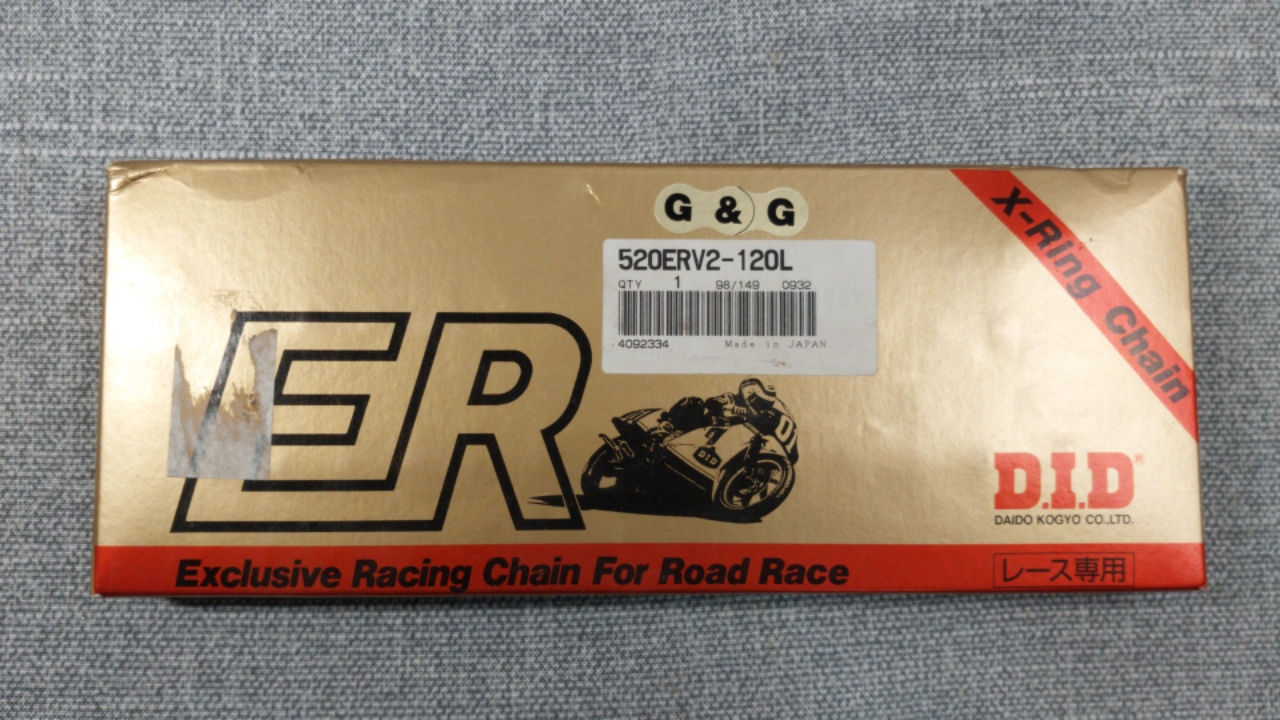 G & G
520ERV2-120L
QTY 1 98/149 0932
4092334 Made in JAPAN
X-Ring Chain
ER
D.I.D
D.I.D®
DAIDO KOGYO CO.,LTD.
Exclusive Racing Chain For Road Race
レース専用